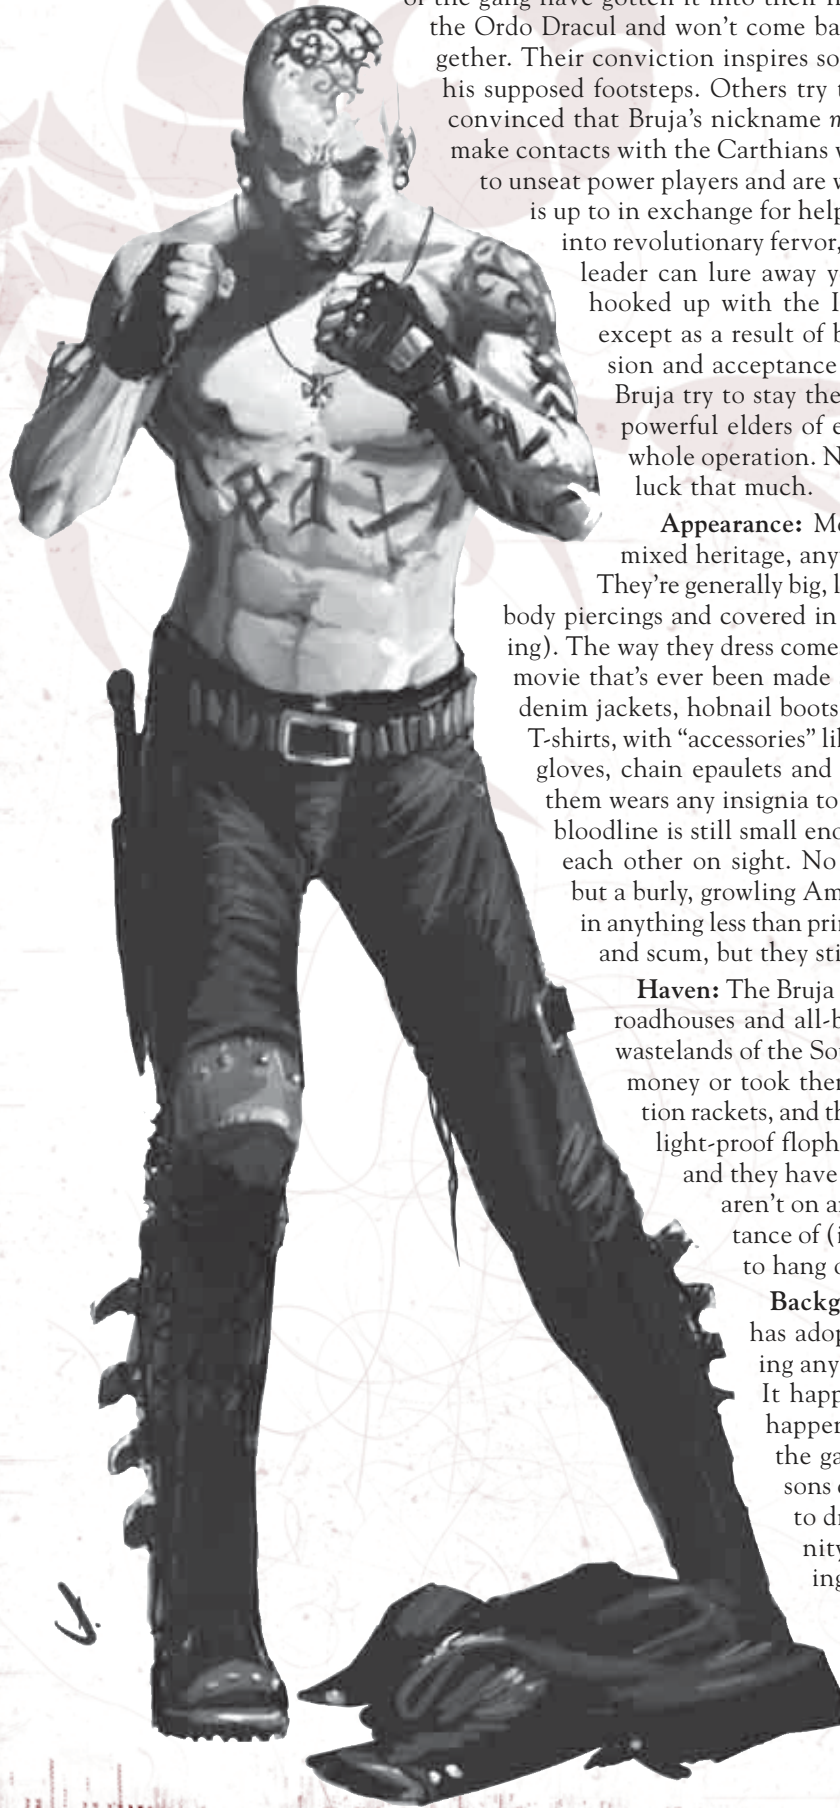 of the gang have gotten it into their
the Ordo Dracul and won't come ba
gether. Their conviction inspires so
his supposed footsteps. Others try
convinced that Bruja's nickname
make contacts with the Carthians
to unseat power players and are
is up to in exchange for help
into revolutionary fervor,
leader can lure away y
hooked up with the I
except as a result of b
sion and acceptance
Bruja try to stay the
powerful elders of e
whole operation. N
luck that much.
Appearance: Mo
mixed heritage, any
They're generally big, l
body piercings and covered in
ing). The way they dress come
movie that's ever been made
denim jackets, hobnail boots
T-shirts, with "accessories" li
gloves, chain epaulets and
them wears any insignia to
bloodline is still small eno
each other on sight. No
but a burly, growling Am
in anything less than pri
and scum, but they sti
Haven: The Bruja
roadhouses and all-b
wastelands of the So
money or took the
tion rackets, and th
light-proof floph
and they have
aren't on a
tance of (i
to hang o
Backg
has adop
ing any
It happ
happe
the ga
sons
to d
nity
ing